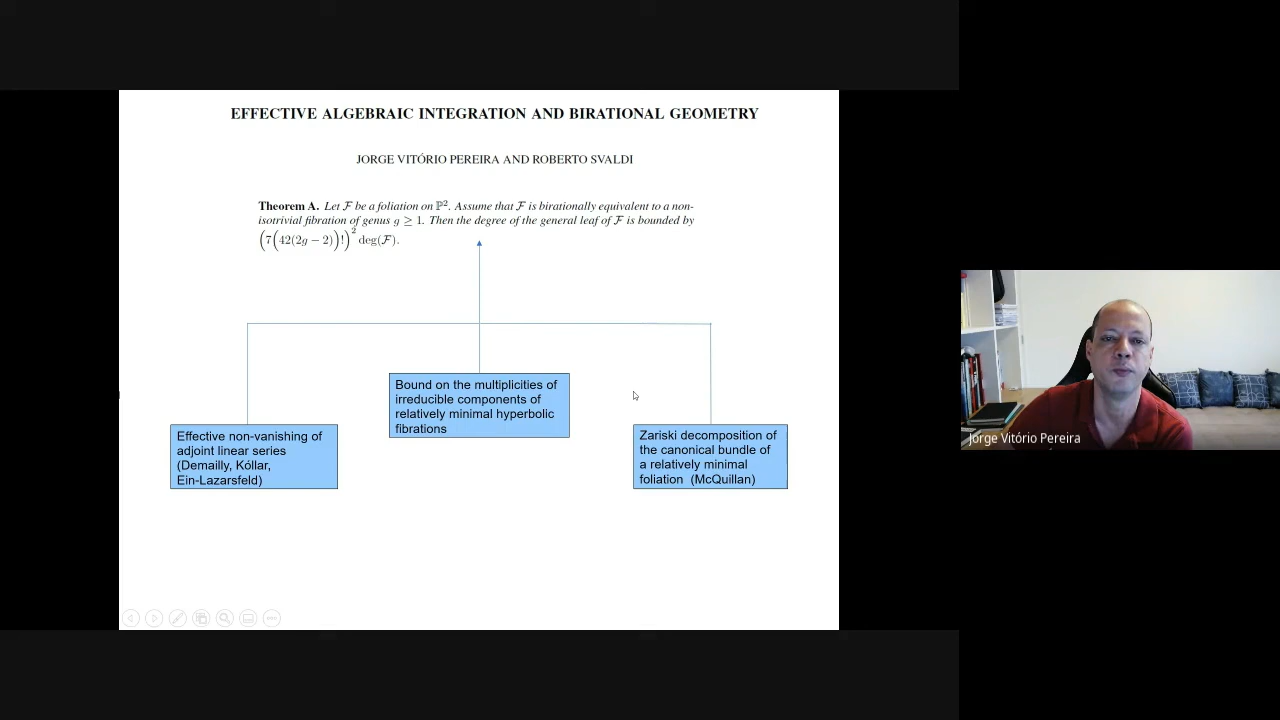 EFFECTIVE ALGEBRAIC INTEGRATION AND BIRATIONAL GEOMETRY
JORGE VITÓRIO PEREIRA AND ROBERTO SVALDI
Theorem A. Let ℱ be a foliation on ℙ². Assume that ℱ is birationally equivalent to a non-
isotrivial fibration of genus g ≥ 1. Then the degree of the general leaf of ℱ is bounded by
(7(42(2g − 2))!)² deg(ℱ).
Bound on the multiplicities of
irreducible components of
relatively minimal hyperbolic
fibrations
Effective non-vanishing of
adjoint linear series
(Demailly, Kóllar,
Ein-Lazarsfeld)
Zariski decomposition of
the canonical bundle of
a relatively minimal
foliation (McQuillan)
Jorge Vitório Pereira